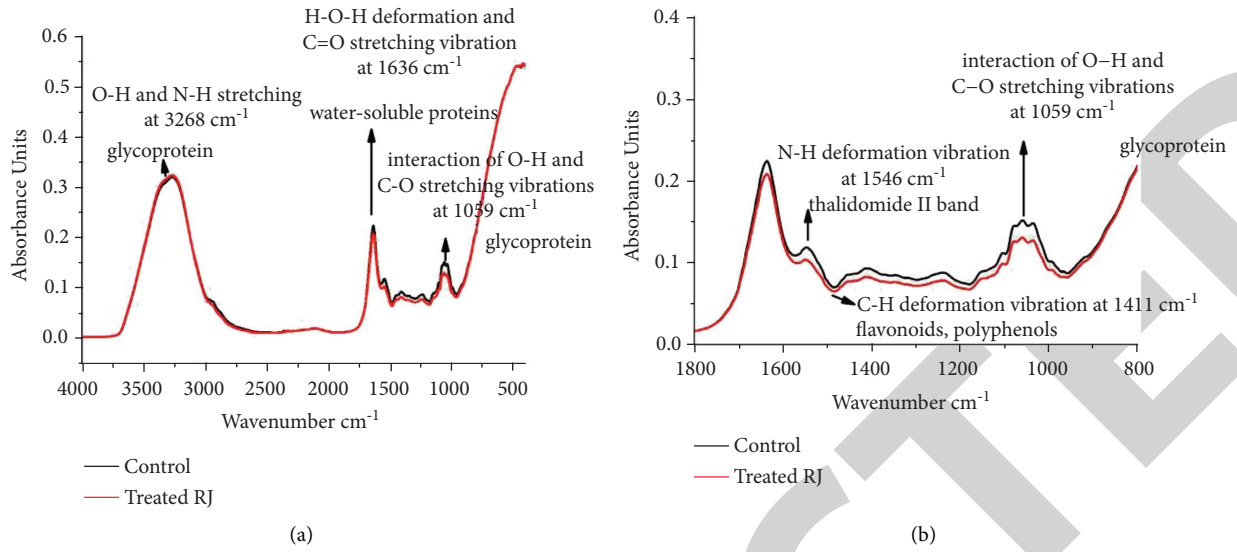 H-O-H deformation and
C=O stretching vibration
at 1636 cm⁻¹
O-H and N-H stretching
at 3268 cm⁻¹
glycoprotein
water-soluble proteins
interaction of O-H and
C-O stretching vibrations
at 1059 cm⁻¹
glycoprotein
Absorbance Units
0.6
0.5
0.4
0.3
0.2
0.1
0.0
4000 3500 3000 2500 2000 1500 1000 500
Wavenumber cm⁻¹
Control
Treated RJ
(a)
interaction of O−H and
C−O stretching vibrations
at 1059 cm⁻¹
glycoprotein
N-H deformation vibration
at 1546 cm⁻¹
thalidomide II band
C-H deformation vibration at 1411 cm⁻¹
flavonoids, polyphenols
Absorbance Units
0.4
0.3
0.2
0.1
0.0
1800 1600 1400 1200 1000 800
Wavenumber cm⁻¹
Control
Treated RJ
(b)